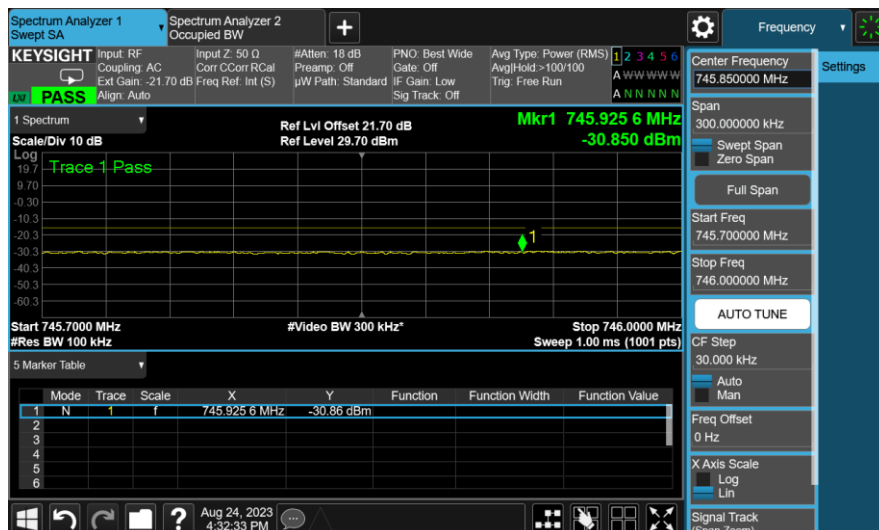 Spectrum Analyzer 1
Swept SA
Spectrum Analyzer 2
Occupied BW
+
Frequency
KEYSIGHT
LXI PASS
Input: RF
Coupling: AC
Ext Gain: -21.70 dB
Align: Auto
Input Z: 50 Ω
Corr CCorr RCal
Freq Ref: Int (S)
#Atten: 18 dB
Preamp: Off
µW Path: Standard
PNO: Best Wide
Gate: Off
IF Gain: Low
Sig Track: Off
Avg Type: Power (RMS)
Avg|Hold:>100/100
Trig: Free Run
1 2 3 4 5 6
A W W W W W
A N N N N N
1 Spectrum
Scale/Div 10 dB
Ref Lvl Offset 21.70 dB
Ref Level 29.70 dBm
Mkr1 745.925 6 MHz
-30.850 dBm
Log
Trace 1 Pass
19.7
9.70
-0.30
-10.3
-20.3
-30.3
-40.3
-50.3
-60.3
1
Start 745.7000 MHz
#Res BW 100 kHz
#Video BW 300 kHz*
Stop 746.0000 MHz
Sweep 1.00 ms (1001 pts)
5 Marker Table
Mode Trace Scale X Y Function Function Width Function Value
1 N 1 f 745.925 6 MHz -30.86 dBm
2
3
4
5
6
?
Aug 24, 2023
4:32:33 PM
Center Frequency
745.850000 MHz
Span
300.000000 kHz
Swept Span
Zero Span
Full Span
Start Freq
745.700000 MHz
Stop Freq
746.000000 MHz
AUTO TUNE
CF Step
30.000 kHz
Auto
Man
Freq Offset
0 Hz
X Axis Scale
Log
Lin
Signal Track
(Span Zoom)
Settings